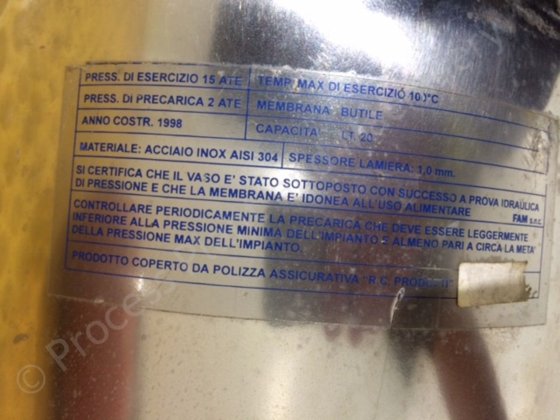 PRESS. DI ESERCIZIO 15 ATE TEMP. MAX DI ESERCIZIO 100°C
PRESS. DI PRECARICA 2 ATE MEMBRANA BUTILE
ANNO COSTR. 1998 CAPACITA' LT. 20
MATERIALE: ACCIAIO INOX AISI 304 SPESSORE LAMIERA: 1,0 mm.
SI CERTIFICA CHE IL VASO E' STATO SOTTOPOSTO CON SUCCESSO A PROVA IDRAULICA
DI PRESSIONE E CHE LA MEMBRANA E' IDONEA ALL'USO ALIMENTARE FAM s.n.c.
CONTROLLARE PERIODICAMENTE LA PRECARICA CHE DEVE ESSERE LEGGERMENTE
INFERIORE ALLA PRESSIONE MINIMA DELL'IMPIANTO E ALMENO PARI A CIRCA LA META'
DELLA PRESSIONE MAX DELL'IMPIANTO.
PRODOTTO COPERTO DA POLIZZA ASSICURATIVA "R.C. PRODOTTI"
© Process